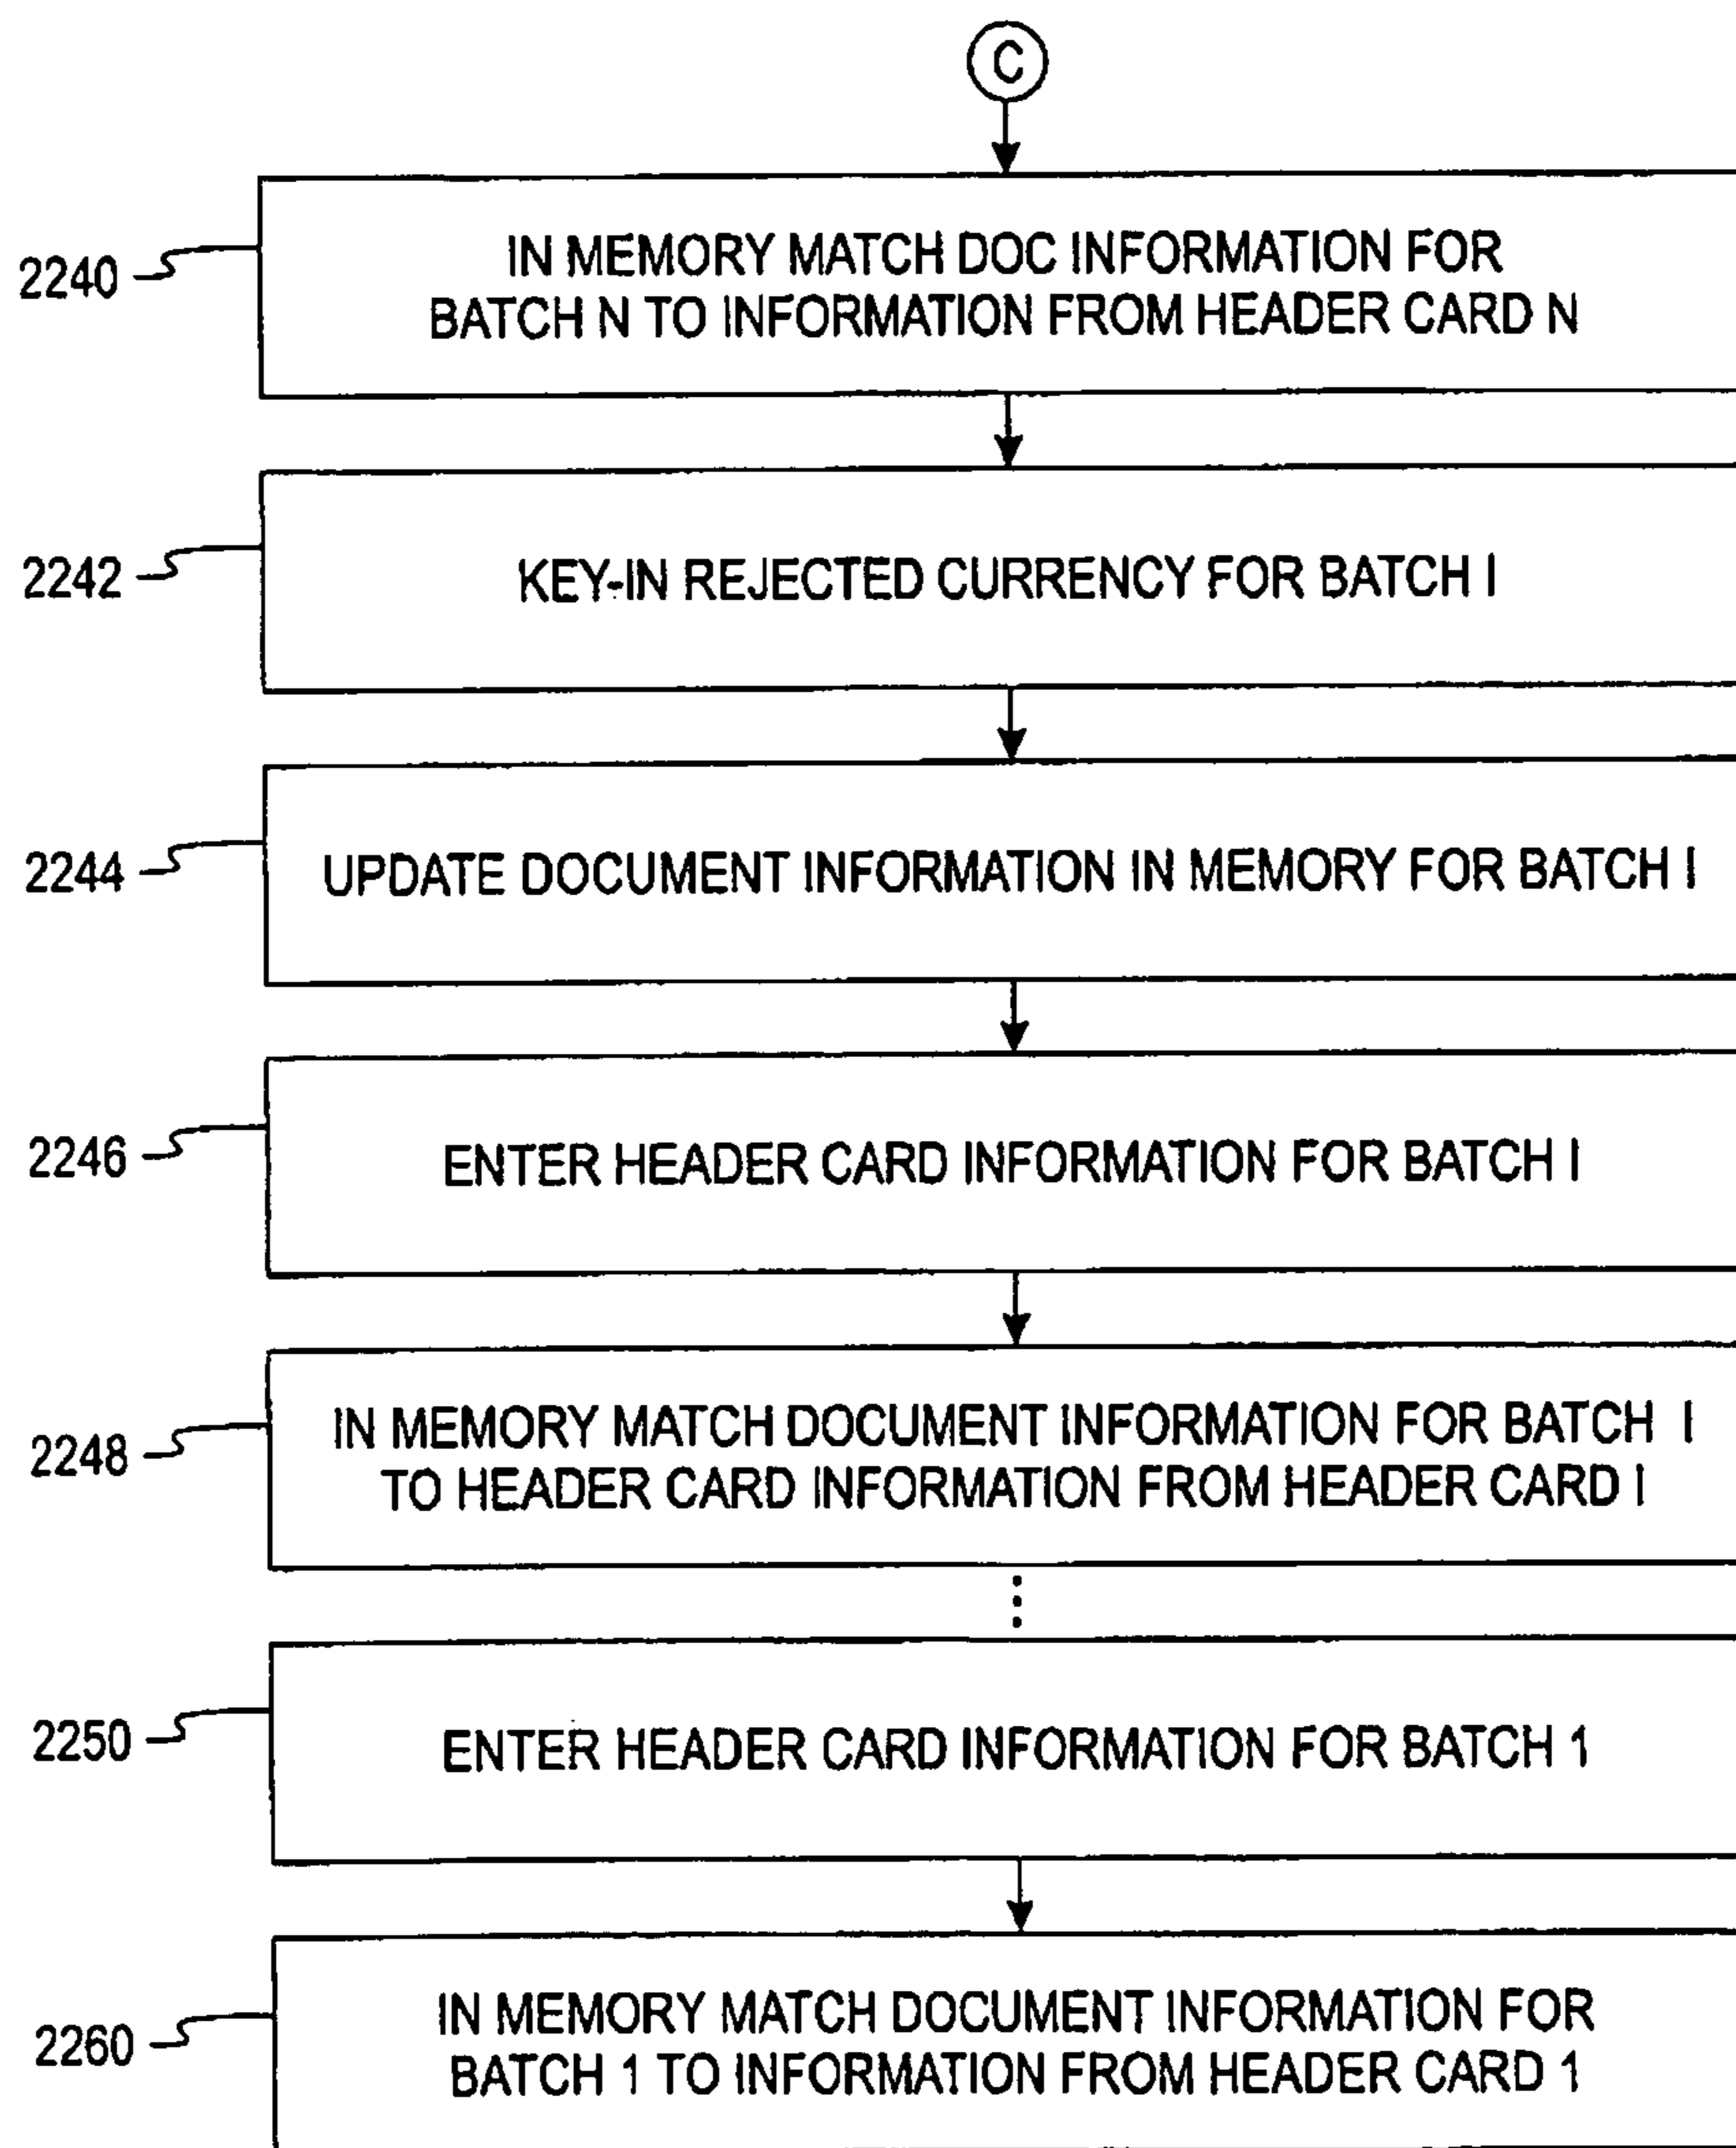 C
2240
IN MEMORY MATCH DOC INFORMATION FOR
BATCH N TO INFORMATION FROM HEADER CARD N
2242
KEY-IN REJECTED CURRENCY FOR BATCH I
2244
UPDATE DOCUMENT INFORMATION IN MEMORY FOR BATCH I
2246
ENTER HEADER CARD INFORMATION FOR BATCH I
2248
IN MEMORY MATCH DOCUMENT INFORMATION FOR BATCH I
TO HEADER CARD INFORMATION FROM HEADER CARD I
2250
ENTER HEADER CARD INFORMATION FOR BATCH 1
2260
IN MEMORY MATCH DOCUMENT INFORMATION FOR
BATCH 1 TO INFORMATION FROM HEADER CARD 1